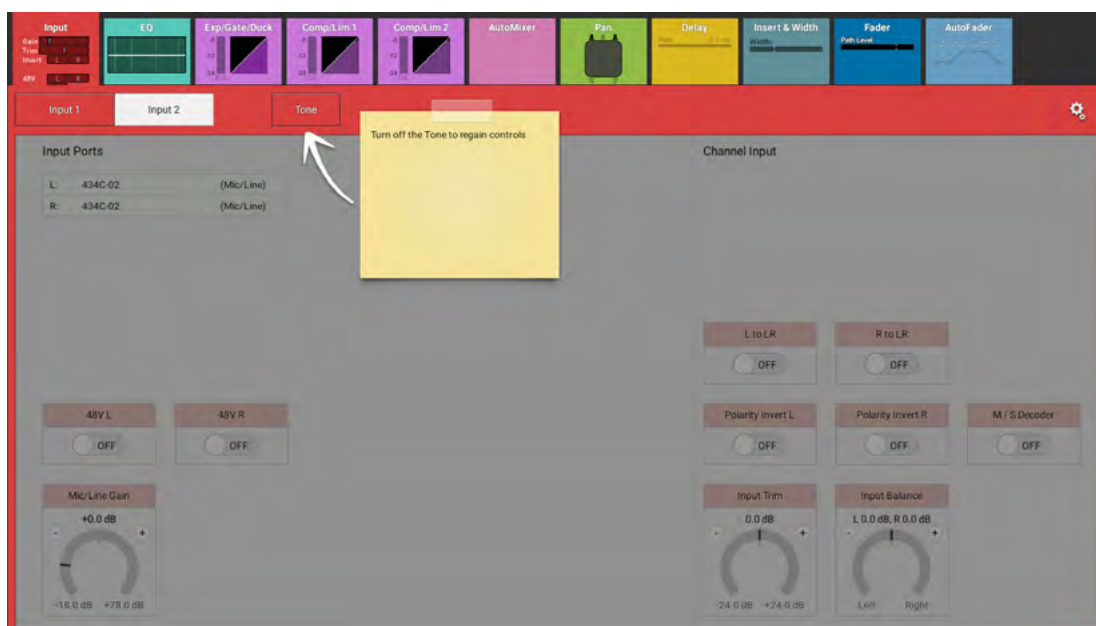 Input EQ Exp/Gate/Duck Comp/Lim 1 Comp/Lim 2 AutoMixer Pan Delay Insert & Width Fader AutoFader
Gain
Trim
Invert L R
48V L R
Width
Path Level
Input 1 Input 2 Tone
Turn off the Tone to regain controls
Input Ports
L: 434C-02 (Mic/Line)
R: 434C-02 (Mic/Line)
Channel Input
L to LR R to LR
OFF OFF
48V L 48V R Polarity Invert L Polarity Invert R M / S Decoder
OFF OFF OFF OFF OFF
Mic/Line Gain Input Trim Input Balance
+0.0 dB 0.0 dB L 0.0 dB, R 0.0 dB
- + - + - +
-18.0 dB +78.0 dB -24.0 dB +24.0 dB Left Right